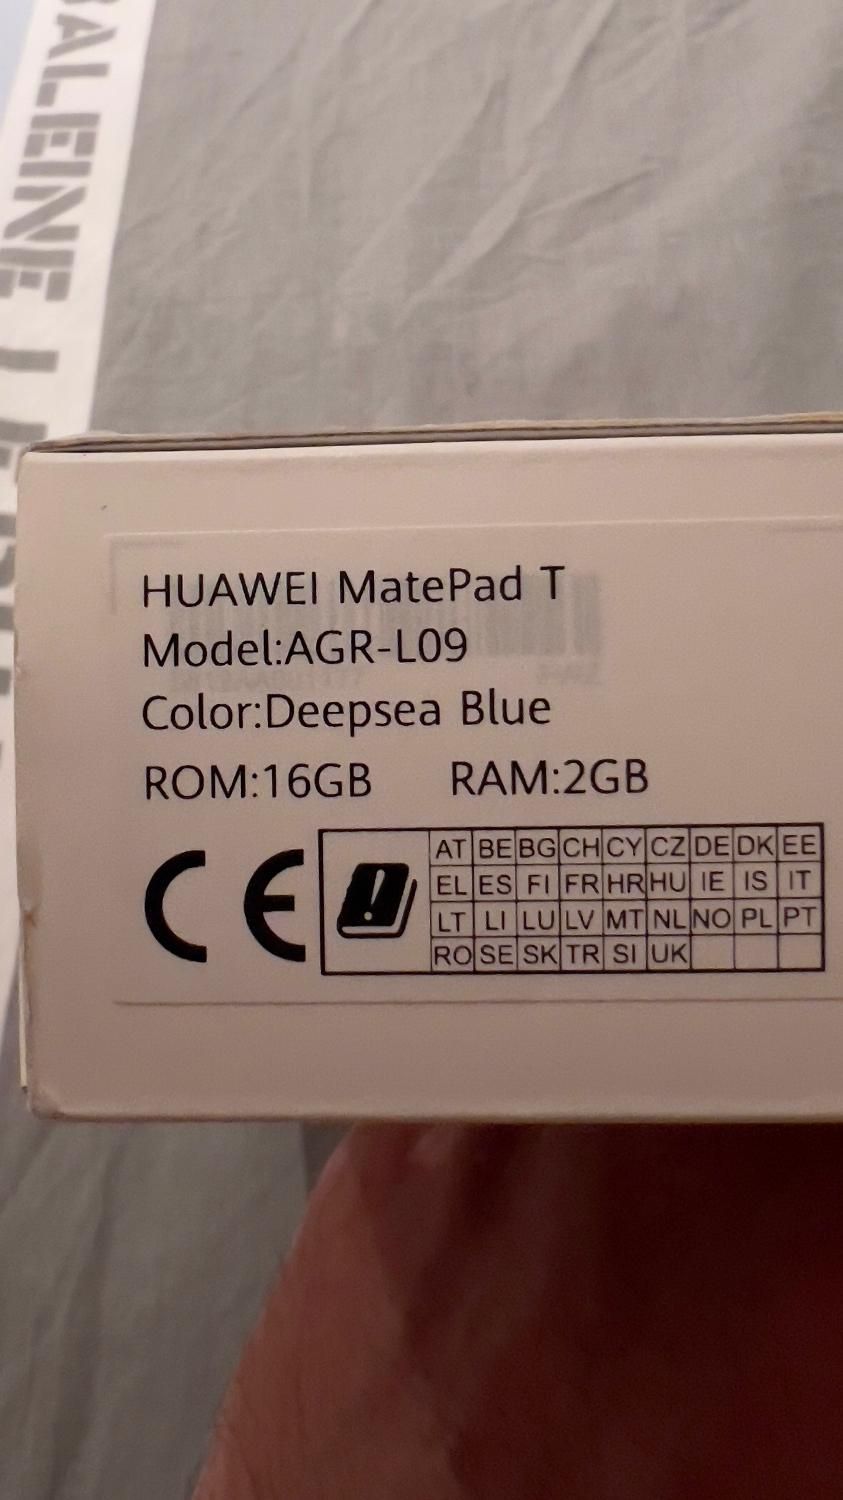 BALEINE
HUAWEI MatePad T
Model:AGR-L09
Color:Deepsea Blue
ROM:16GB RAM:2GB
CE
AT BE BG CH CY CZ DE DK EE
EL ES FI FR HR HU IE IS IT
LT LI LU LV MT NL NO PL PT
RO SE SK TR SI UK